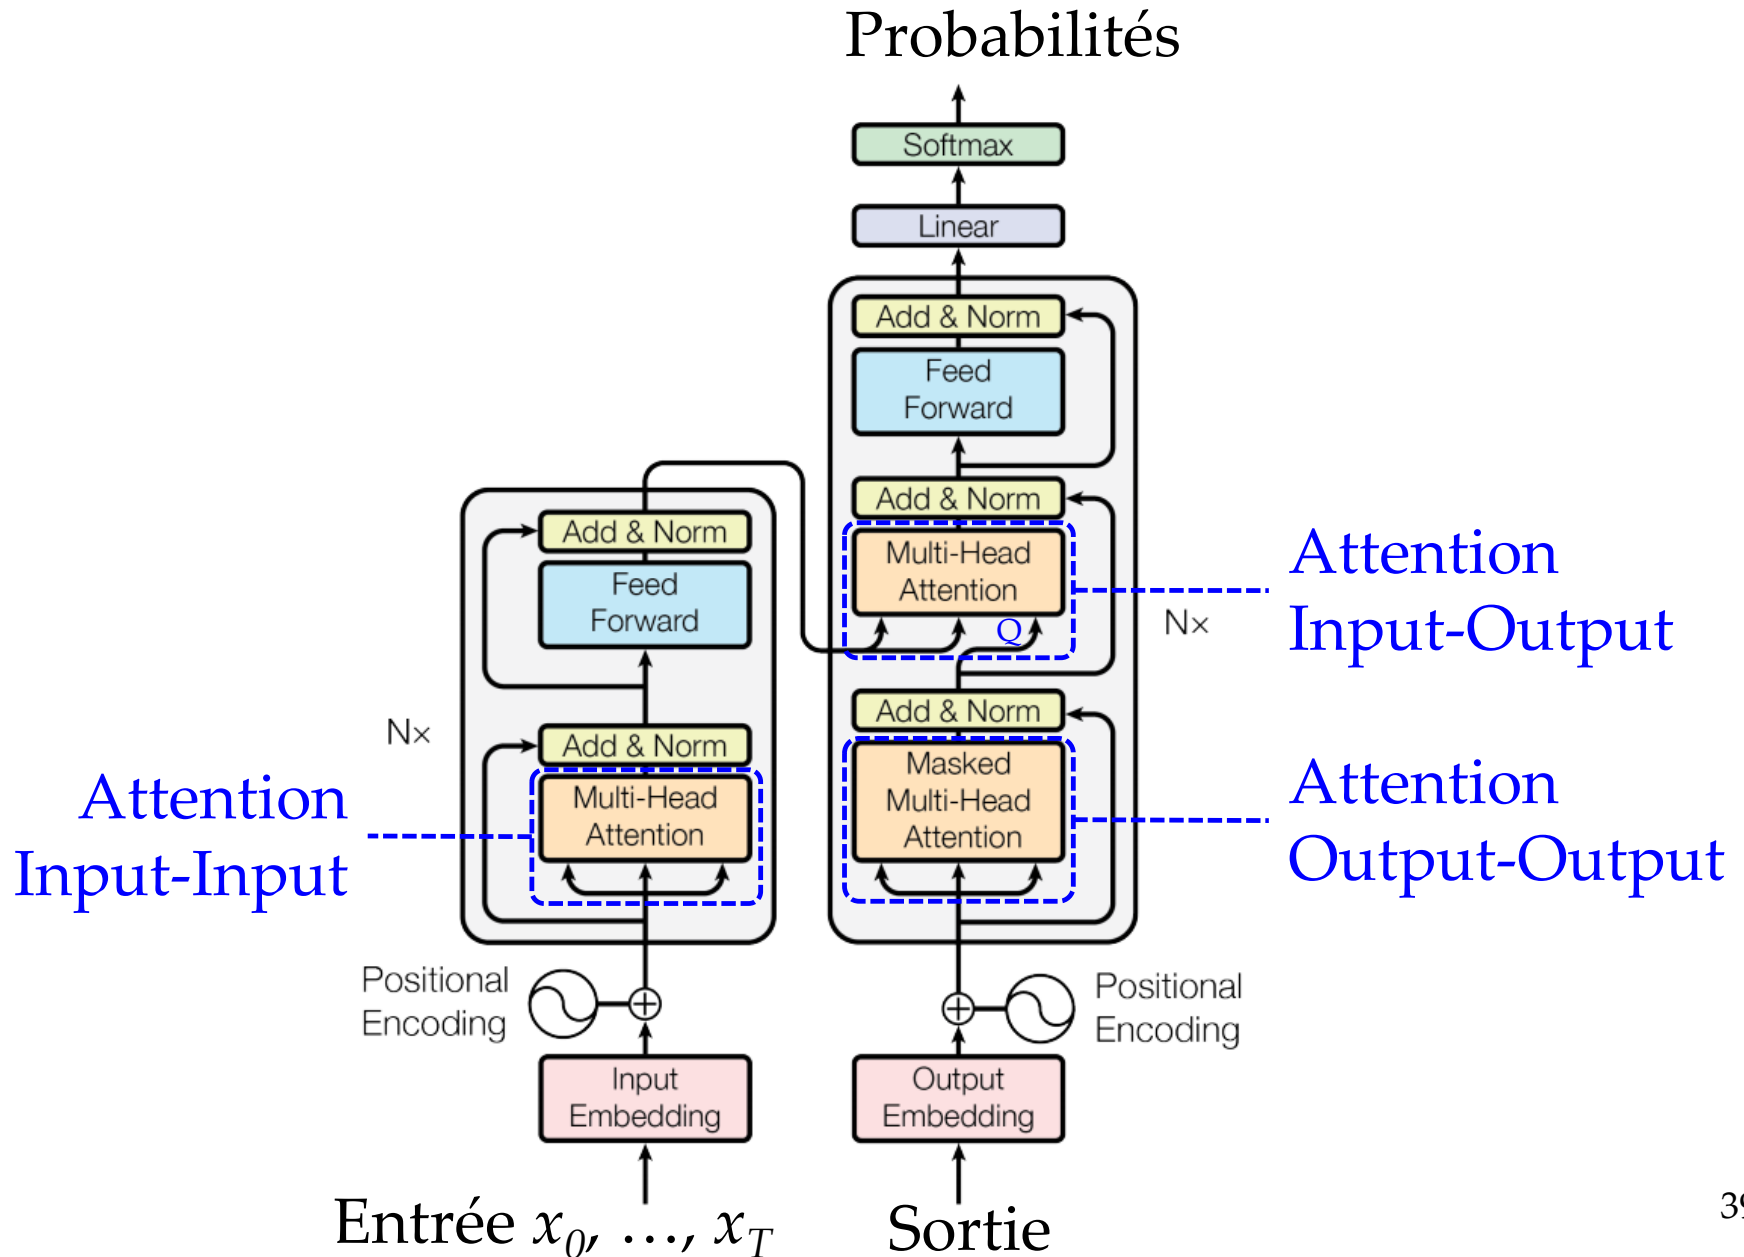 Probabilités
Softmax
Linear
Add & Norm
Feed
Forward
Add & Norm
Multi-Head
Attention
Q
Attention
Input-Output
N×
Add & Norm
Masked
Multi-Head
Attention
Attention
Output-Output
Add & Norm
Feed
Forward
N×
Add & Norm
Multi-Head
Attention
Attention
Input-Input
Positional
Encoding
Positional
Encoding
Input
Embedding
Output
Embedding
Entrée x0, …, xT
Sortie
39